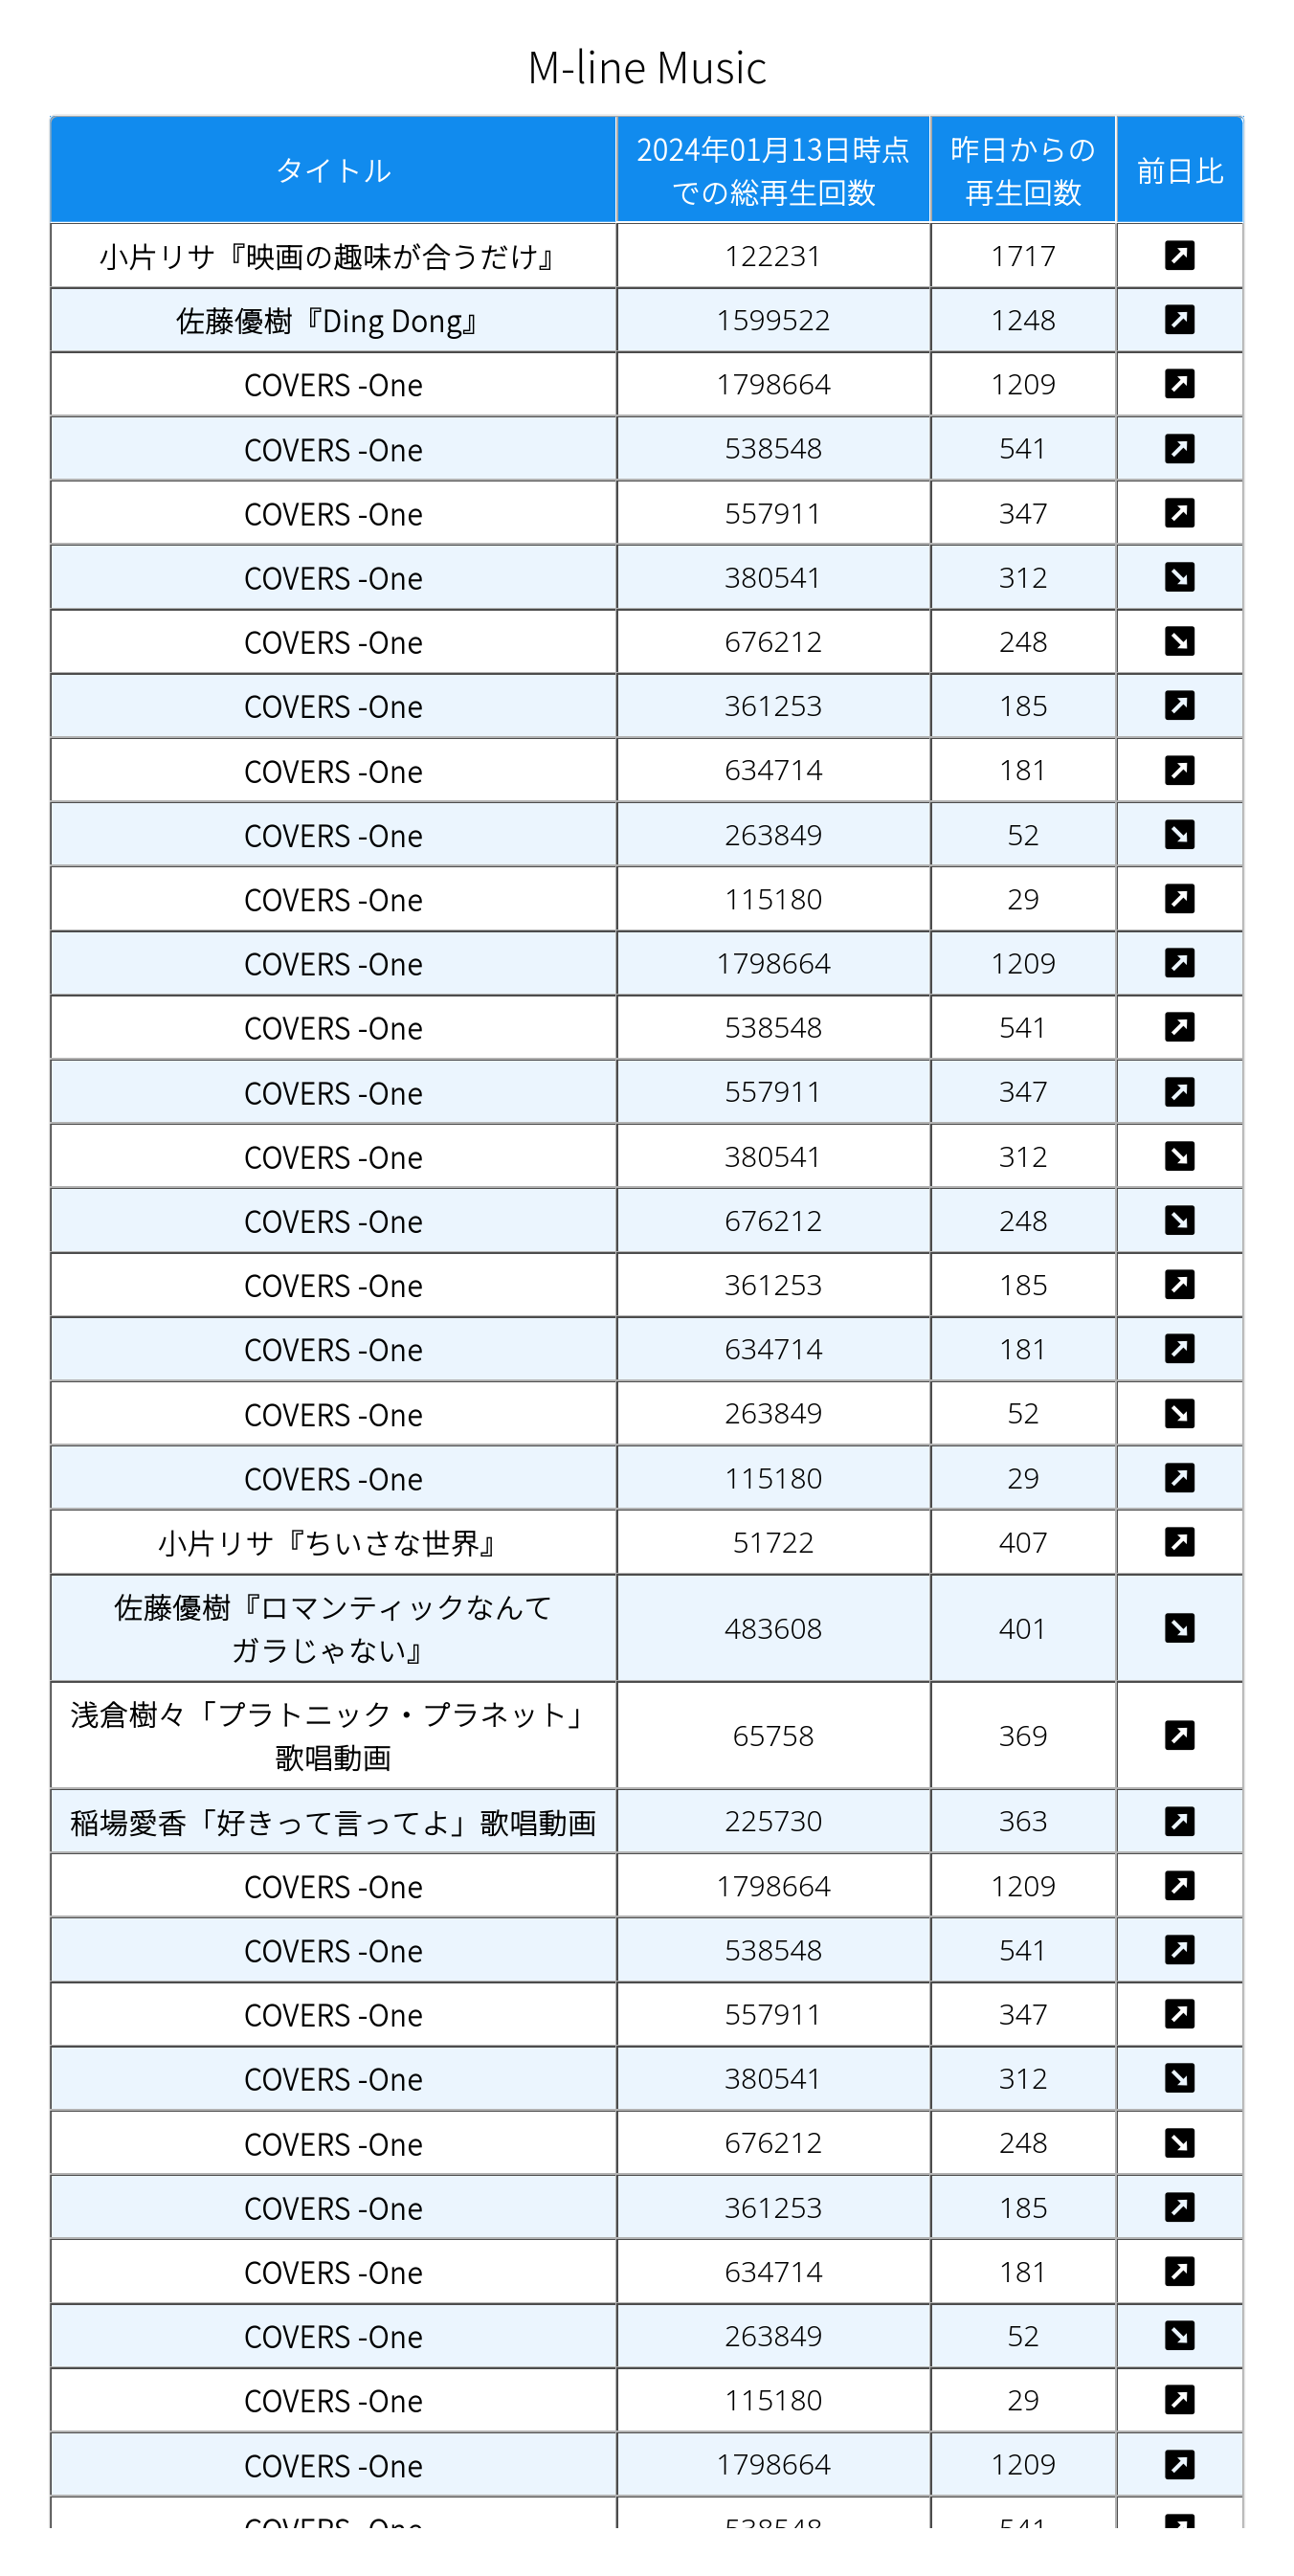 M-line Music
タイトル 2024年01月13日時点 昨日からの 前日比
での総再生回数 再生回数
小片リサ『映画の趣味が合うだけ』 122231 1717
佐藤優樹『Ding Dong』 1599522 1248
COVERS -One 1798664 1209
COVERS -One 538548 541
COVERS -One 557911 347
COVERS -One 380541 312
COVERS -One 676212 248
COVERS -One 361253 185
COVERS -One 634714 181
COVERS -One 263849 52
COVERS -One 115180 29
COVERS -One 1798664 1209
COVERS -One 538548 541
COVERS -One 557911 347
COVERS -One 380541 312
COVERS -One 676212 248
COVERS -One 361253 185
COVERS -One 634714 181
COVERS -One 263849 52
COVERS -One 115180 29
小片リサ『ちいさな世界』 51722 407
佐藤優樹『ロマンティックなんて
ガラじゃない』 483608 401
浅倉樹々「プラトニック・プラネット」
歌唱動画 65758 369
稲場愛香「好きって言ってよ」歌唱動画 225730 363
COVERS -One 1798664 1209
COVERS -One 538548 541
COVERS -One 557911 347
COVERS -One 380541 312
COVERS -One 676212 248
COVERS -One 361253 185
COVERS -One 634714 181
COVERS -One 263849 52
COVERS -One 115180 29
COVERS -One 1798664 1209
COVERS -One 538548 541